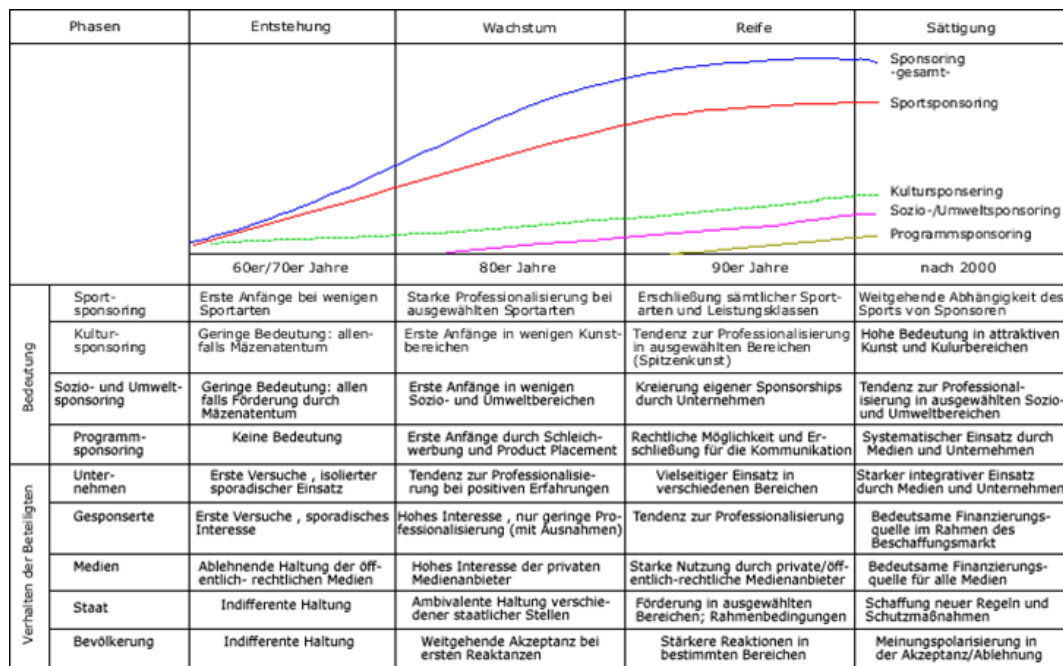 Phasen Entstehung Wachstum Reife Sättigung
Sponsoring
-gesamt-
Sportsponsoring
Kultursponsering
Sozio-/Umweltsponsoring
Programmsponsoring
60er/70er Jahre 80er Jahre 90er Jahre nach 2000
Bedeutung
Sport-
sponsoring
Erste Anfänge bei wenigen
Sportarten
Starke Professionalisierung bei
ausgewählten Sportarten
Erschließung sämtlicher Sport-
arten und Leistungsklassen
Weitgehende Abhängigkeit des
Sports von Sponsoren
Kultur-
sponsoring
Geringe Bedeutung: allen-
falls Mäzenatentum
Erste Anfänge in wenigen Kunst-
bereichen
Tendenz zur Professionalisierung
in ausgewählten Bereichen
(Spitzenkunst)
Hohe Bedeutung in attraktiven
Kunst und Kulurbereichen
Sozio- und Umwelt-
sponsoring
Geringe Bedeutung: allen
falls Förderung durch
Mäzenatentum
Erste Anfänge in wenigen
Sozio- und Umweltbereichen
Kreierung eigener Sponsorships
durch Unternehmen
Tendenz zur Professional-
isierung in ausgewählten Sozio-
und Umweltbereichen
Programm-
sponsoring
Keine Bedeutung
Erste Anfänge durch Schleich-
werbung und Product Placement
Rechtliche Möglichkeit und Er-
schließung für die Kommunikation
Systematischer Einsatz durch
Medien und Unternehmen
Verhalten der Beteiligten
Unter-
nehmen
Erste Versuche , isolierter
sporadischer Einsatz
Tendenz zur Professionalisie-
rung bei positiven Erfahrungen
Vielseitiger Einsatz in
verschiedenen Bereichen
Starker integrativer Einsatz
durch Medien und Unternehmen
Gesponserte
Erste Versuche , sporadisches
Interesse
Hohes Interesse , nur geringe Pro-
fessionalisierung (mit Ausnahmen)
Tendenz zur Professionalisierung
Bedeutsame Finanzierungs-
quelle im Rahmen des
Beschaffungsmarkt
Medien
Ablehnende Haltung der öff-
entlich- rechtlichen Medien
Hohes Interesse der privaten
Medienanbieter
Starke Nutzung durch private/öff-
entlich-rechtliche Medienanbieter
Bedeutsame Finanzierungs-
quelle für alle Medien
Staat
Indifferente Haltung
Ambivalente Haltung verschie-
dener staatlicher Stellen
Förderung in ausgewählten
Bereichen; Rahmenbedingungen
Schaffung neuer Regeln und
Schutzmaßnahmen
Bevölkerung
Indifferente Haltung
Weitgehende Akzeptanz bei
ersten Reaktanzen
Stärkere Reaktionen in
bestimmten Bereichen
Meinungspolarisierung in
der Akzeptanz/Ablehnung